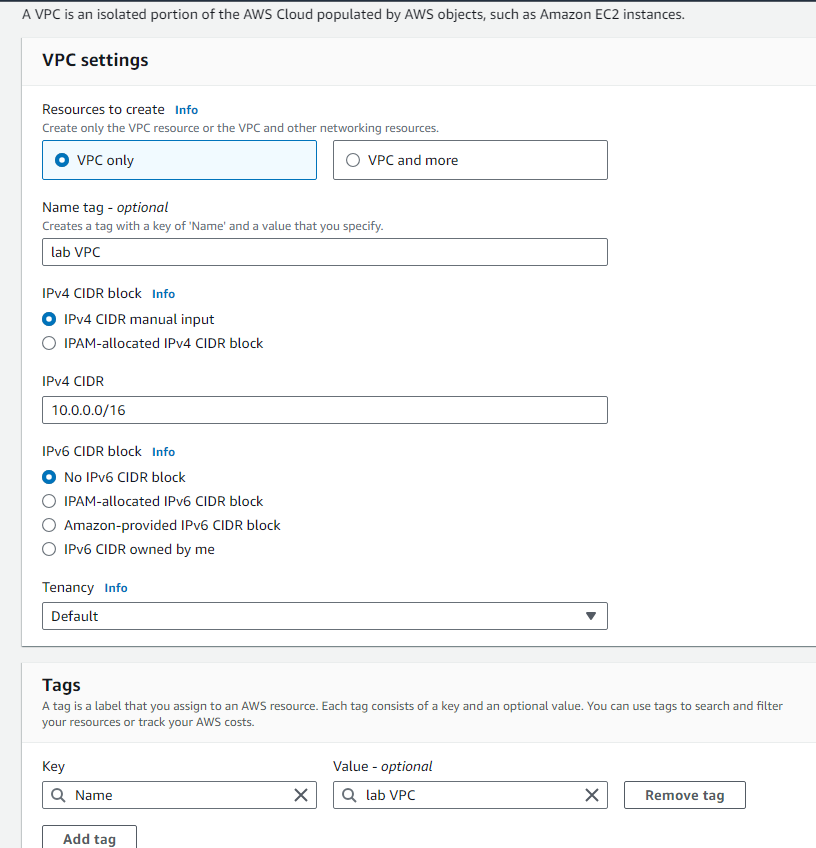 A VPC is an isolated portion of the AWS Cloud populated by AWS objects, such as Amazon EC2 instances.
VPC settings
Resources to create Info
Create only the VPC resource or the VPC and other networking resources.
VPC only
VPC and more
Name tag - optional
Creates a tag with a key of 'Name' and a value that you specify.
lab VPC
IPv4 CIDR block Info
IPv4 CIDR manual input
IPAM-allocated IPv4 CIDR block
IPv4 CIDR
10.0.0.0/16
IPv6 CIDR block Info
No IPv6 CIDR block
IPAM-allocated IPv6 CIDR block
Amazon-provided IPv6 CIDR block
IPv6 CIDR owned by me
Tenancy Info
Default
Tags
A tag is a label that you assign to an AWS resource. Each tag consists of a key and an optional value. You can use tags to search and filter
your resources or track your AWS costs.
Key
Value - optional
Name
lab VPC
Remove tag
Add tag